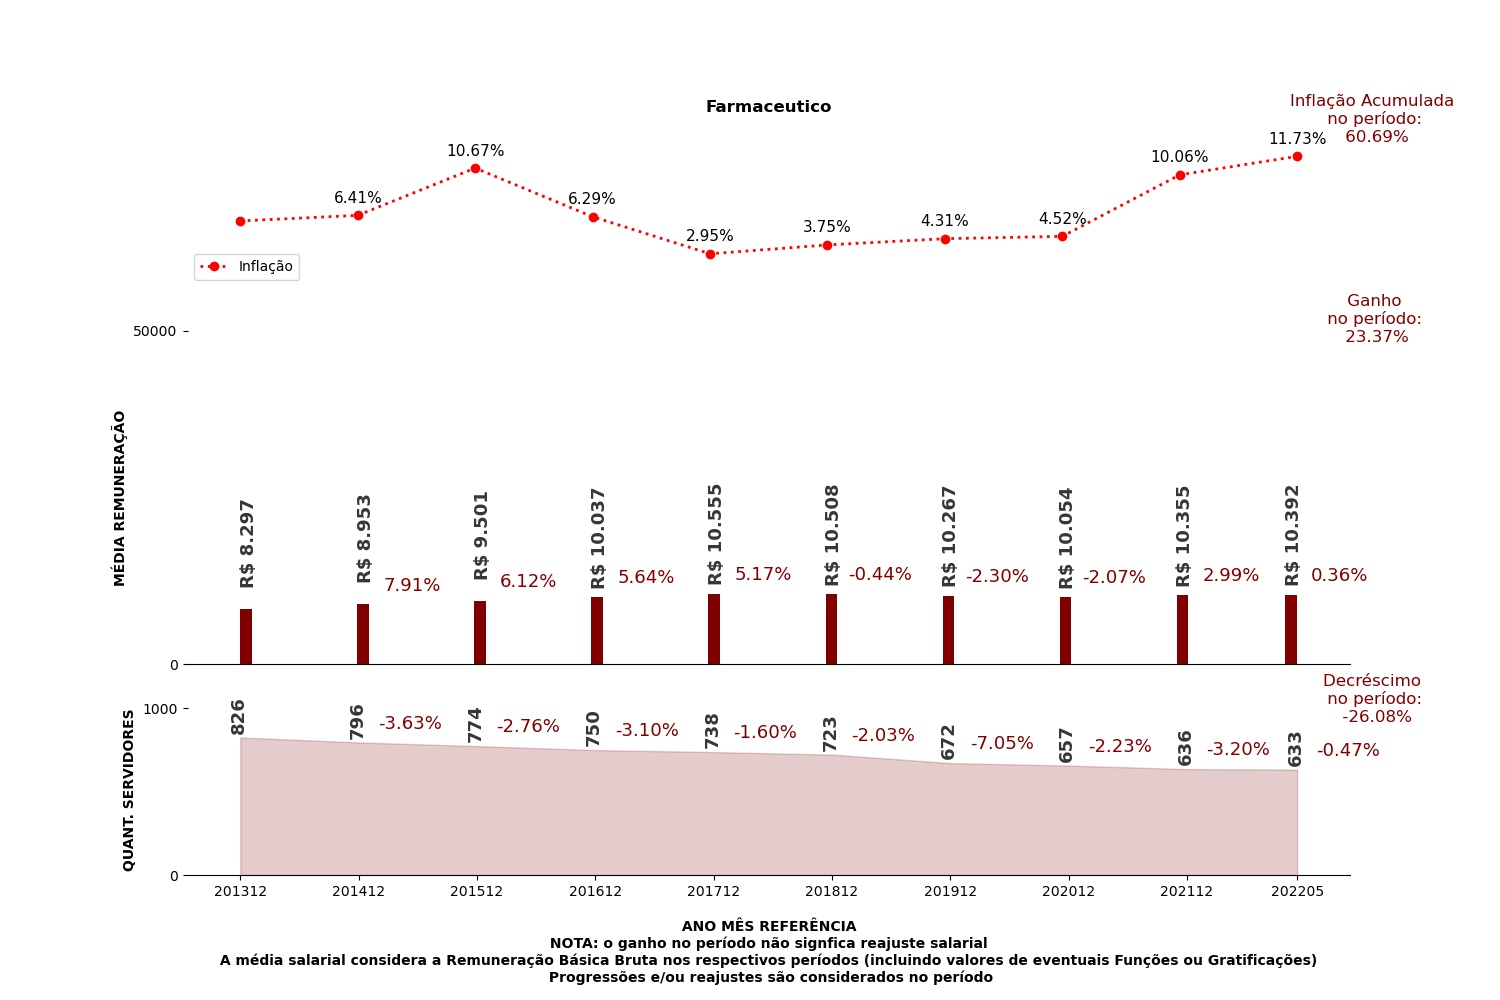 Farmaceutico
Inflação Acumulada
no período:
60.69%
6.41%
10.67%
6.29%
2.95%
3.75%
4.31%
4.52%
10.06%
11.73%
Inflação
Ganho
no período:
23.37%
50000
0
MÉDIA REMUNERAÇÃO
R$ 8.297
R$ 8.953
R$ 9.501
R$ 10.037
R$ 10.555
R$ 10.508
R$ 10.267
R$ 10.054
R$ 10.355
R$ 10.392
7.91%
6.12%
5.64%
5.17%
-0.44%
-2.30%
-2.07%
2.99%
0.36%
Decréscimo
no período:
-26.08%
1000
0
QUANT. SERVIDORES
826
796
774
750
738
723
672
657
636
633
-3.63%
-2.76%
-3.10%
-1.60%
-2.03%
-7.05%
-2.23%
-3.20%
-0.47%
201312
201412
201512
201612
201712
201812
201912
202012
202112
202205
ANO MÊS REFERÊNCIA
NOTA: o ganho no período não signfica reajuste salarial
A média salarial considera a Remuneração Básica Bruta nos respectivos períodos (incluindo valores de eventuais Funções ou Gratificações)
Progressões e/ou reajustes são considerados no período